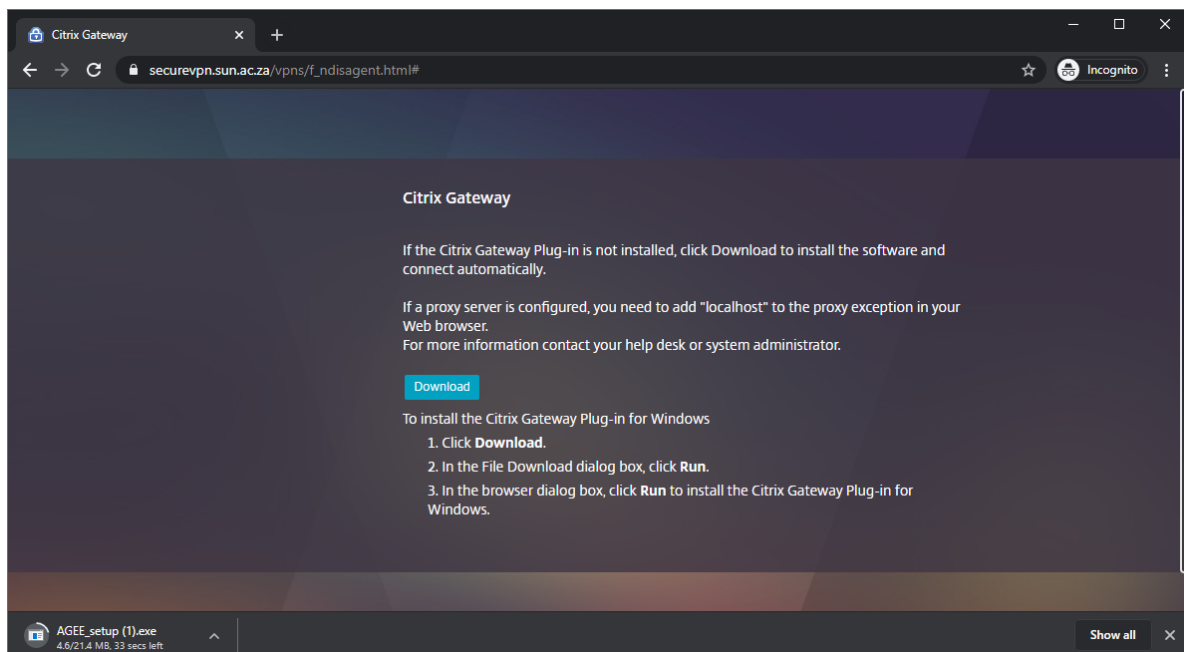 Citrix Gateway
securevpn.sun.ac.za/vpns/f_ndisagent.html#
Incognito
Citrix Gateway
If the Citrix Gateway Plug-in is not installed, click Download to install the software and
connect automatically.
If a proxy server is configured, you need to add "localhost" to the proxy exception in your
Web browser.
For more information contact your help desk or system administrator.
Download
To install the Citrix Gateway Plug-in for Windows
1. Click Download.
2. In the File Download dialog box, click Run.
3. In the browser dialog box, click Run to install the Citrix Gateway Plug-in for
Windows.
AGEE_setup (1).exe
4.6/21.4 MB, 33 secs left
Show all